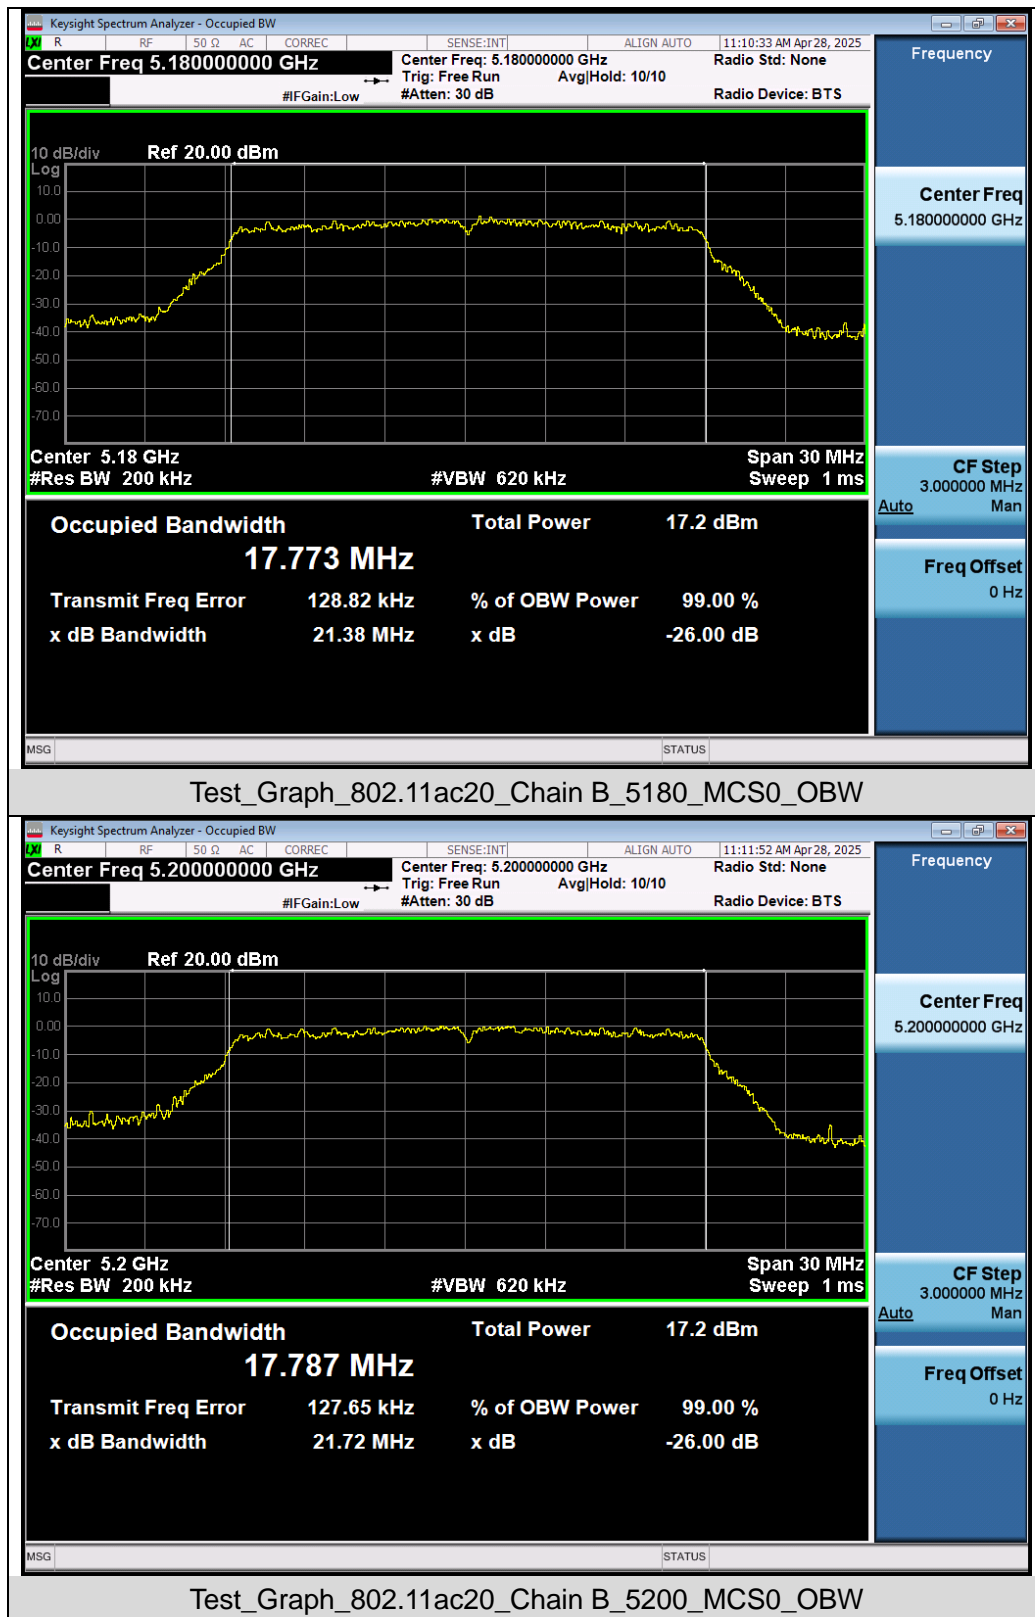 Keysight Spectrum Analyzer - Occupied BW
LXI R RF 50 Ω AC CORREC SENSE:INT ALIGN AUTO 11:10:33 AM Apr 28, 2025
Center Freq 5.180000000 GHz
Center Freq: 5.180000000 GHz Radio Std: None
Trig: Free Run Avg|Hold: 10/10
#IFGain:Low #Atten: 30 dB Radio Device: BTS
Frequency
10 dB/div Ref 20.00 dBm
Log
10.0
0.00
-10.0
-20.0
-30.0
-40.0
-50.0
-60.0
-70.0
Center Freq
5.180000000 GHz
Center 5.18 GHz Span 30 MHz
#Res BW 200 kHz #VBW 620 kHz Sweep 1 ms
CF Step
3.000000 MHz
Auto Man
Occupied Bandwidth Total Power 17.2 dBm
17.773 MHz
Freq Offset
0 Hz
Transmit Freq Error 128.82 kHz % of OBW Power 99.00 %
x dB Bandwidth 21.38 MHz x dB -26.00 dB
MSG STATUS
Test_Graph_802.11ac20_Chain B_5180_MCS0_OBW
Keysight Spectrum Analyzer - Occupied BW
LXI R RF 50 Ω AC CORREC SENSE:INT ALIGN AUTO 11:11:52 AM Apr 28, 2025
Center Freq 5.200000000 GHz
Center Freq: 5.200000000 GHz Radio Std: None
Trig: Free Run Avg|Hold: 10/10
#IFGain:Low #Atten: 30 dB Radio Device: BTS
Frequency
10 dB/div Ref 20.00 dBm
Log
10.0
0.00
-10.0
-20.0
-30.0
-40.0
-50.0
-60.0
-70.0
Center Freq
5.200000000 GHz
Center 5.2 GHz Span 30 MHz
#Res BW 200 kHz #VBW 620 kHz Sweep 1 ms
CF Step
3.000000 MHz
Auto Man
Occupied Bandwidth Total Power 17.2 dBm
17.787 MHz
Freq Offset
0 Hz
Transmit Freq Error 127.65 kHz % of OBW Power 99.00 %
x dB Bandwidth 21.72 MHz x dB -26.00 dB
MSG STATUS
Test_Graph_802.11ac20_Chain B_5200_MCS0_OBW